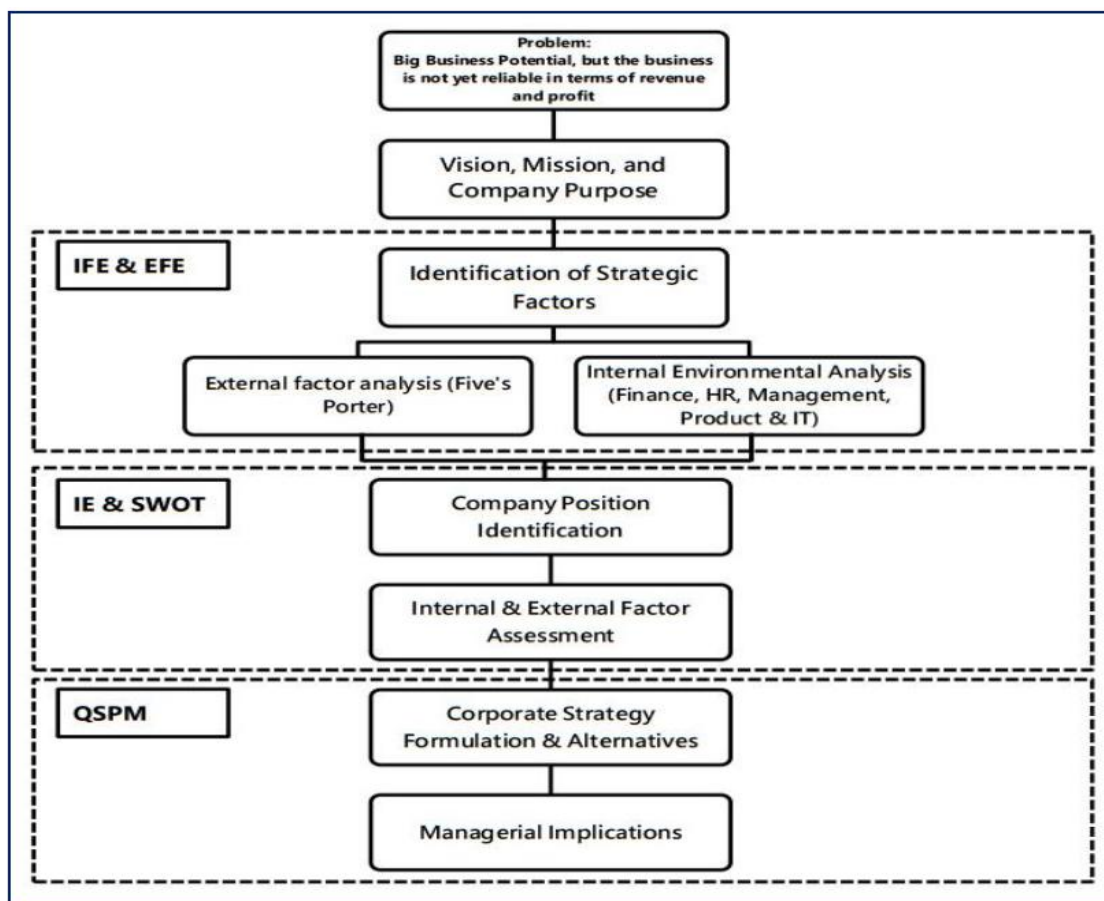 Problem:
Big Business Potential, but the business
is not yet reliable in terms of revenue
and profit
Vision, Mission, and
Company Purpose
IFE & EFE
Identification of Strategic
Factors
External factor analysis (Five's
Porter)
Internal Environmental Analysis
(Finance, HR, Management,
Product & IT)
IE & SWOT
Company Position
Identification
Internal & External Factor
Assessment
QSPM
Corporate Strategy
Formulation & Alternatives
Managerial Implications